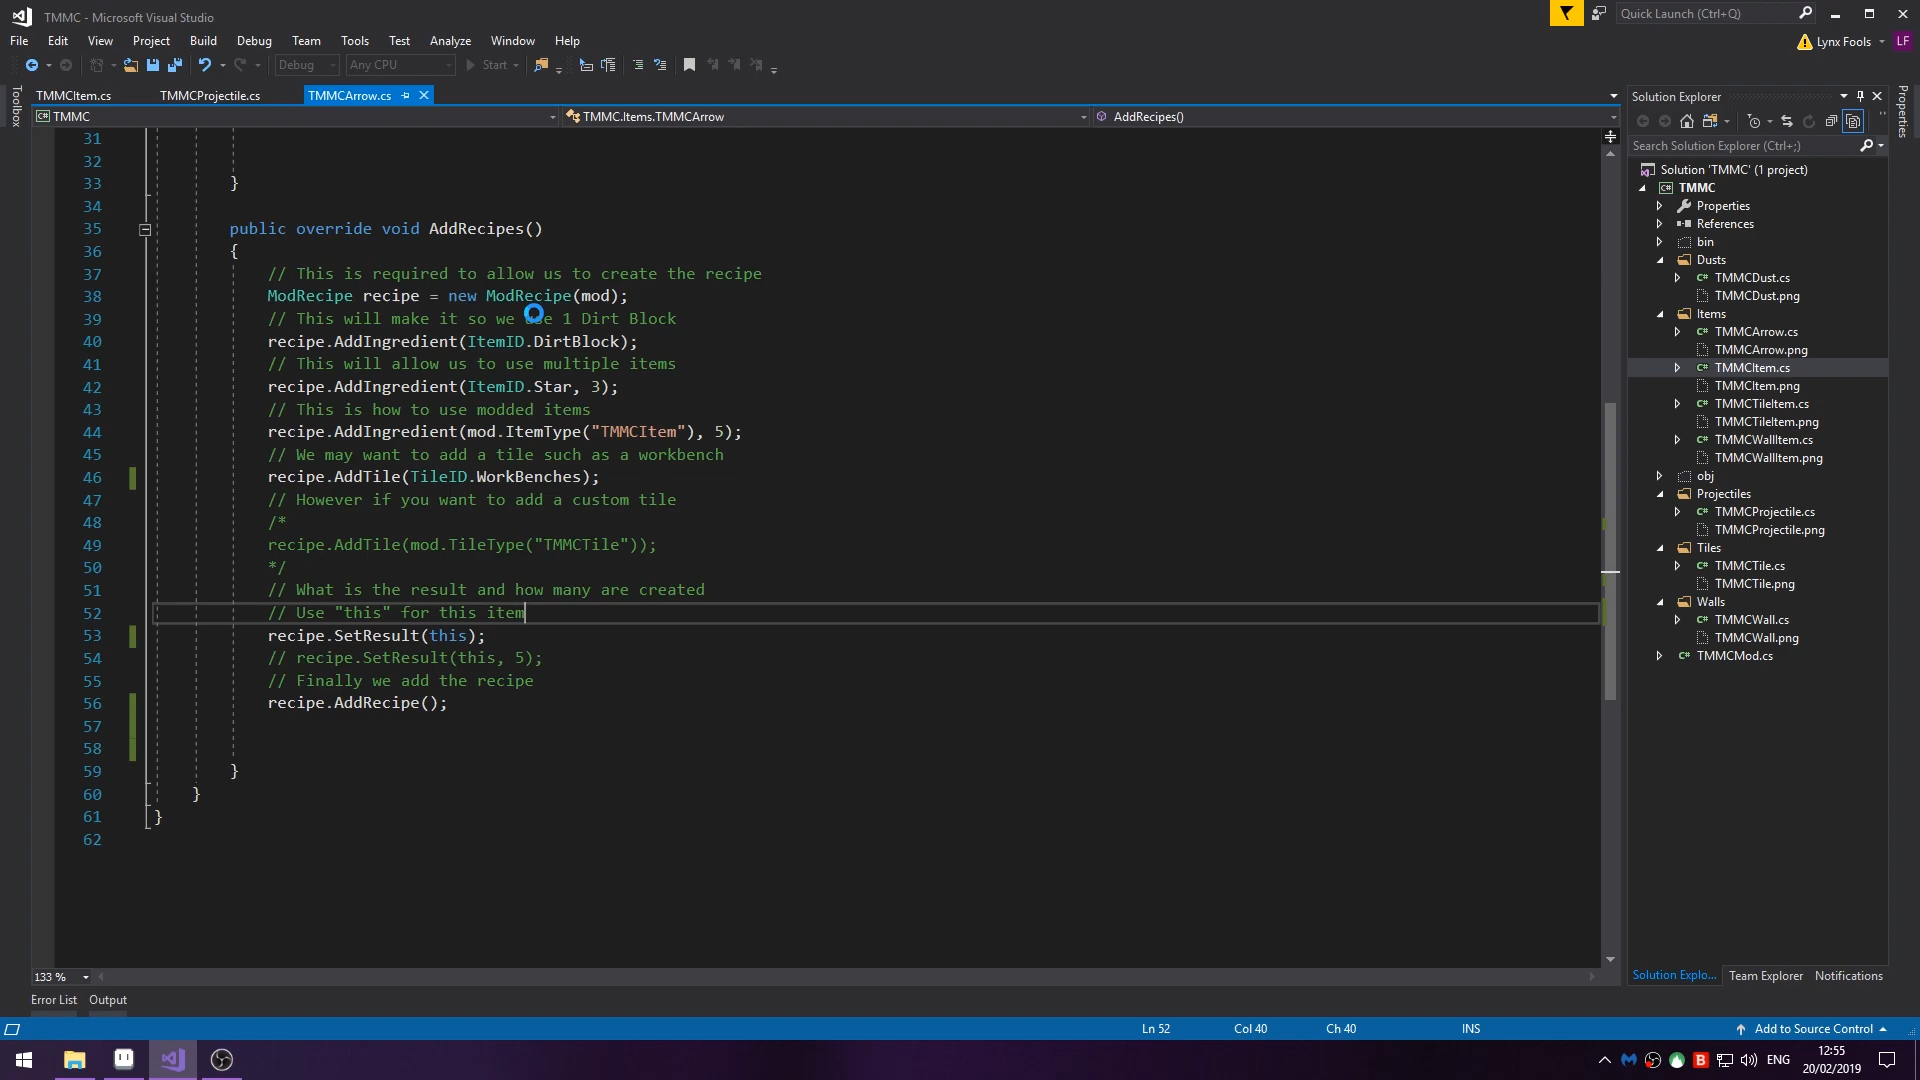 TMMC - Microsoft Visual Studio
Quick Launch (Ctrl+Q)
File Edit View Project Build Debug Team Tools Test Analyze Window Help
Lynx Fools
LF
Debug Any CPU Start
Toolbox
TMMCItem.cs TMMCProjectile.cs TMMCArrow.cs
TMMC TMMC.Items.TMMCArrow AddRecipes()
31
32
33 }
34
35 public override void AddRecipes()
36 {
37 // This is required to allow us to create the recipe
38 ModRecipe recipe = new ModRecipe(mod);
39 // This will make it so we use 1 Dirt Block
40 recipe.AddIngredient(ItemID.DirtBlock);
41 // This will allow us to use multiple items
42 recipe.AddIngredient(ItemID.Star, 3);
43 // This is how to use modded items
44 recipe.AddIngredient(mod.ItemType("TMMCItem"), 5);
45 // We may want to add a tile such as a workbench
46 recipe.AddTile(TileID.WorkBenches);
47 // However if you want to add a custom tile
48 /*
49 recipe.AddTile(mod.TileType("TMMCTile"));
50 */
51 // What is the result and how many are created
52 // Use "this" for this item
53 recipe.SetResult(this);
54 // recipe.SetResult(this, 5);
55 // Finally we add the recipe
56 recipe.AddRecipe();
57
58
59 }
60 }
61 }
62
133 %
Solution Explorer
Properties
Search Solution Explorer (Ctrl+;)
Solution 'TMMC' (1 project)
C# TMMC
Properties
References
bin
Dusts
C# TMMCDust.cs
TMMCDust.png
Items
C# TMMCArrow.cs
TMMCArrow.png
C# TMMCItem.cs
TMMCItem.png
C# TMMCTileItem.cs
TMMCTileItem.png
C# TMMCWallItem.cs
TMMCWallItem.png
obj
Projectiles
C# TMMCProjectile.cs
TMMCProjectile.png
Tiles
C# TMMCTile.cs
TMMCTile.png
Walls
C# TMMCWall.cs
TMMCWall.png
C# TMMCMod.cs
Solution Explo... Team Explorer Notifications
Error List Output
Ln 52 Col 40 Ch 40 INS Add to Source Control
ENG
12:55
20/02/2019